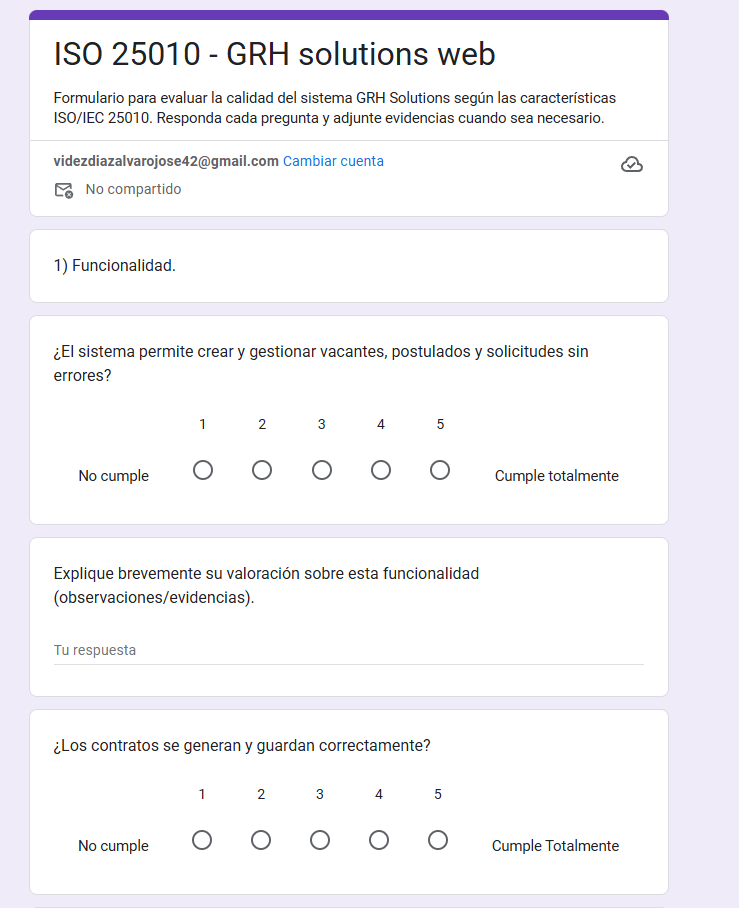 ISO 25010 - GRH solutions web
Formulario para evaluar la calidad del sistema GRH Solutions según las características
ISO/IEC 25010. Responda cada pregunta y adjunte evidencias cuando sea necesario.
videzdiazalvarojose42@gmail.com Cambiar cuenta
No compartido
1) Funcionalidad.
¿El sistema permite crear y gestionar vacantes, postulados y solicitudes sin
errores?
1 2 3 4 5
No cumple Cumple totalmente
Explique brevemente su valoración sobre esta funcionalidad
(observaciones/evidencias).
Tu respuesta
¿Los contratos se generan y guardan correctamente?
1 2 3 4 5
No cumple Cumple Totalmente